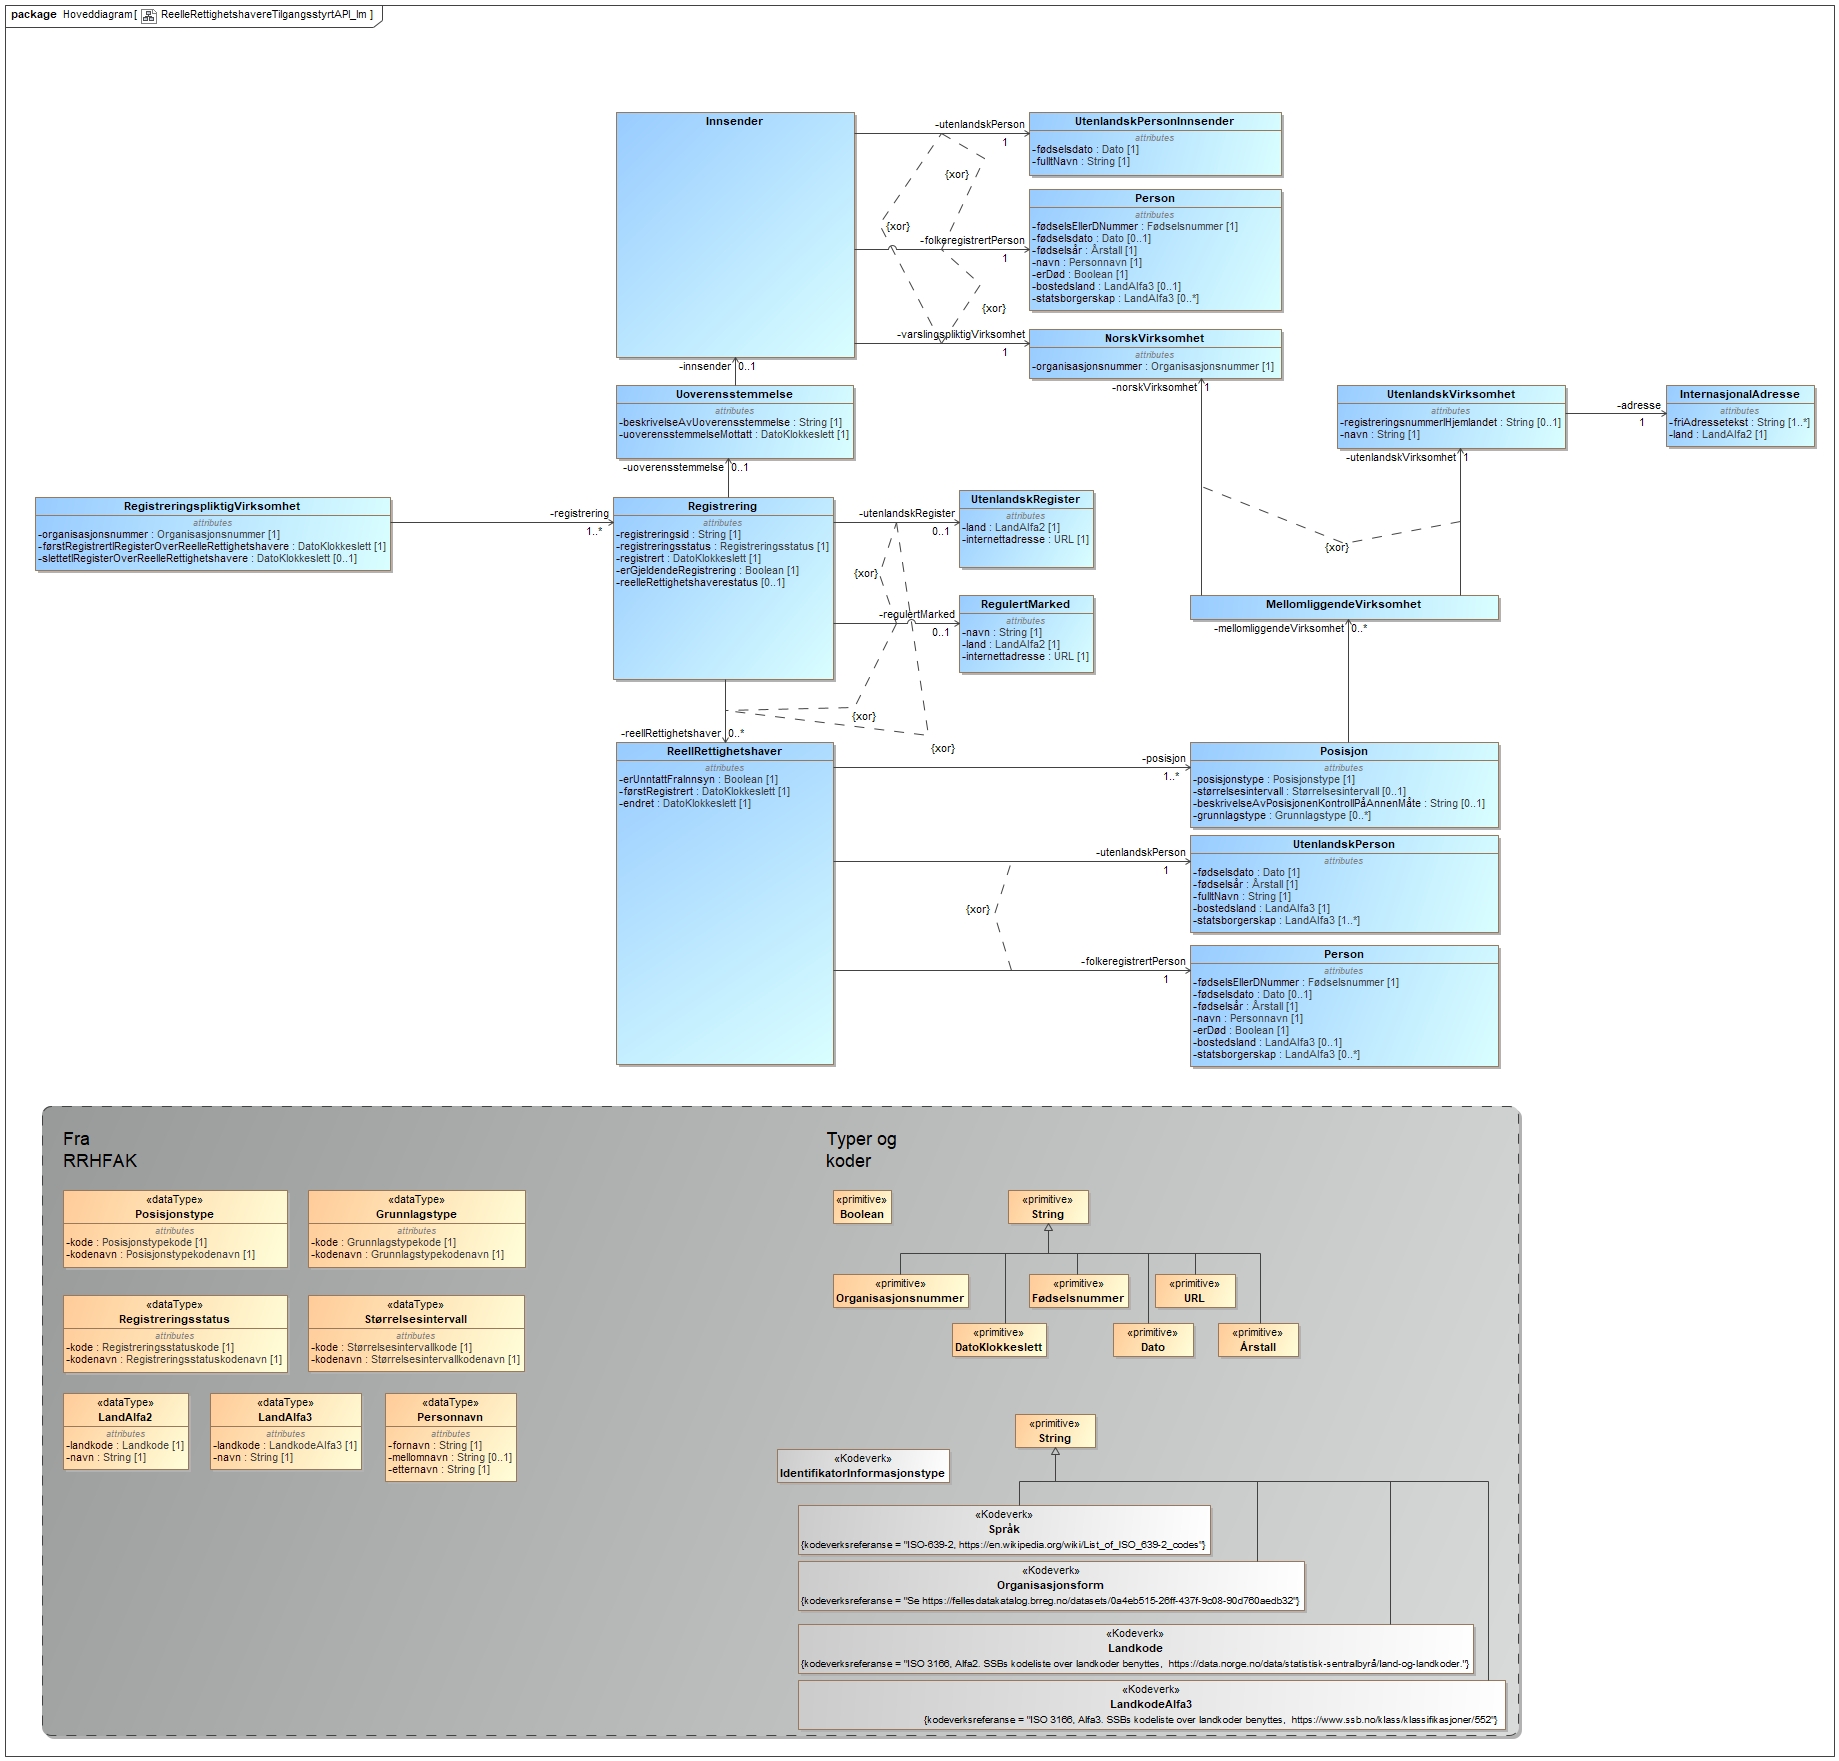 package Hoveddiagram[ ReelleRettighetshavereTilgangsstyrtAPI_Im ]
Innsender
-utenlandskPerson
1
UtenlandskPersonInnsender
attributes
-fødselsdato : Dato [1]
-fulltNavn : String [1]
{xor}
{xor}
{xor}
-folkeregistrertPerson
1
Person
attributes
-fødselsEllerDNummer : Fødselsnummer [1]
-fødselsdato : Dato [0..1]
-fødselsår : Årstall [1]
-navn : Personnavn [1]
-erDød : Boolean [1]
-bostedsland : LandAlfa3 [0..1]
-statsborgerskap : LandAlfa3 [0..*]
-varslingspliktigVirksomhet
1
NorskVirksomhet
attributes
-organisasjonsnummer : Organisasjonsnummer [1]
-innsender 0..1
-norskVirksomhet 1
Uoverensstemmelse
attributes
-beskrivelseAvUoverensstemmelse : String [1]
-uoverensstemmelseMottatt : DatoKlokkeslett [1]
UtenlandskVirksomhet
attributes
-registreringsnummerIHjemlandet : String [0..1]
-navn : String [1]
-adresse
1
InternasjonalAdresse
attributes
-friAdressetekst : String [1..*]
-land : LandAlfa2 [1]
-uoverensstemmelse 0..1
-utenlandskVirksomhet 1
RegistreringspliktigVirksomhet
attributes
-organisasjonsnummer : Organisasjonsnummer [1]
-førstRegistrertIRegisterOverReelleRettighetshavere : DatoKlokkeslett [1]
-slettetIRegisterOverReelleRettighetshavere : DatoKlokkeslett [0..1]
-registrering
1..*
Registrering
attributes
-registreringsid : String [1]
-registreringsstatus : Registreringsstatus [1]
-registrert : DatoKlokkeslett [1]
-erGjeldendeRegistrering : Boolean [1]
-reelleRettighetshaverestatus [0..1]
-utenlandskRegister
0..1
UtenlandskRegister
attributes
-land : LandAlfa2 [1]
-internettadresse : URL [1]
{xor}
{xor}
-regulertMarked
0..1
RegulertMarked
attributes
-navn : String [1]
-land : LandAlfa2 [1]
-internettadresse : URL [1]
MellomliggendeVirksomhet
-mellomliggendeVirksomhet 0..*
{xor}
{xor}
-reellRettighetshaver 0..*
ReellRettighetshaver
attributes
-erUnntattFraInnsyn : Boolean [1]
-førstRegistrert : DatoKlokkeslett [1]
-endret : DatoKlokkeslett [1]
-posisjon
1..*
Posisjon
attributes
-posisjonstype : Posisjonstype [1]
-størrelsesintervall : Størrelsesintervall [0..1]
-beskrivelseAvPosisjonenKontrollPåAnnenMåte : String [0..1]
-grunnlagstype : Grunnlagstype [0..*]
-utenlandskPerson
1
UtenlandskPerson
attributes
-fødselsdato : Dato [1]
-fødselsår : Årstall [1]
-fulltNavn : String [1]
-bostedsland : LandAlfa3 [1]
-statsborgerskap : LandAlfa3 [1..*]
{xor}
-folkeregistrertPerson
1
Person
attributes
-fødselsEllerDNummer : Fødselsnummer [1]
-fødselsdato : Dato [0..1]
-fødselsår : Årstall [1]
-navn : Personnavn [1]
-erDød : Boolean [1]
-bostedsland : LandAlfa3 [0..1]
-statsborgerskap : LandAlfa3 [0..*]
Fra
RRHFAK
«dataType»
Posisjonstype
attributes
-kode : Posisjonstypekode [1]
-kodenavn : Posisjonstypekodenavn [1]
«dataType»
Grunnlagstype
attributes
-kode : Grunnlagstypekode [1]
-kodenavn : Grunnlagstypekodenavn [1]
«dataType»
Registreringsstatus
attributes
-kode : Registreringsstatuskode [1]
-kodenavn : Registreringsstatuskodenavn [1]
«dataType»
Størrelsesintervall
attributes
-kode : Størrelsesintervallkode [1]
-kodenavn : Størrelsesintervallkodenavn [1]
«dataType»
LandAlfa2
attributes
-landkode : Landkode [1]
-navn : String [1]
«dataType»
LandAlfa3
attributes
-landkode : LandkodeAlfa3 [1]
-navn : String [1]
«dataType»
Personnavn
attributes
-fornavn : String [1]
-mellomnavn : String [0..1]
-etternavn : String [1]
Typer og
koder
«primitive»
Boolean
«primitive»
String
«primitive»
Organisasjonsnummer
«primitive»
Fødselsnummer
«primitive»
URL
«primitive»
DatoKlokkeslett
«primitive»
Dato
«primitive»
Årstall
«primitive»
String
«Kodeverk»
IdentifikatorInformasjonstype
«Kodeverk»
Språk
{kodeverksreferanse = "ISO-639-2, https://en.wikipedia.org/wiki/List_of_ISO_639-2_codes"}
«Kodeverk»
Organisasjonsform
{kodeverksreferanse = "Se https://fellesdatakatalog.brreg.no/datasets/0a4eb515-26ff-437f-9c08-90d760aedb32"}
«Kodeverk»
Landkode
{kodeverksreferanse = "ISO 3166, Alfa2. SSBs kodeliste over landkoder benyttes, https://data.norge.no/data/statistisk-sentralbyrå/land-og-landkoder."}
«Kodeverk»
LandkodeAlfa3
{kodeverksreferanse = "ISO 3166, Alfa3. SSBs kodeliste over landkoder benyttes, https://www.ssb.no/klass/klassifikasjoner/552"}